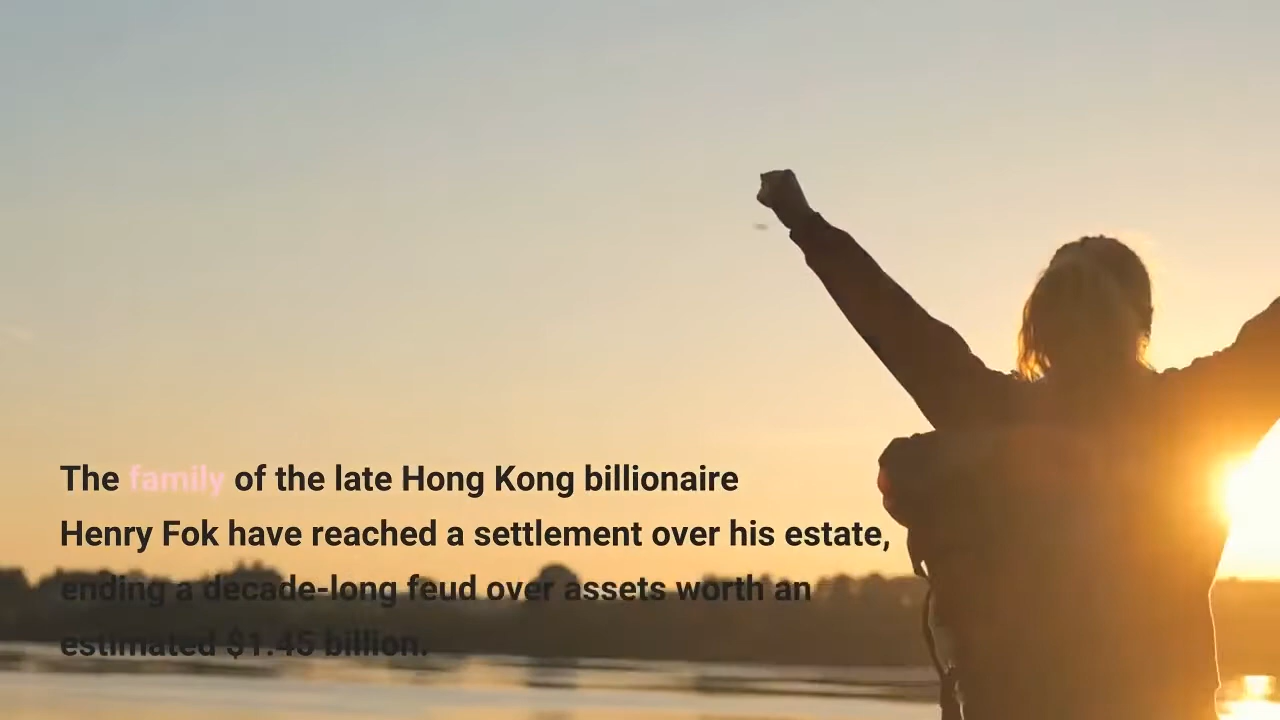 The family of the late Hong Kong billionaire
Henry Fok have reached a settlement over his estate,
ending a decade-long feud over assets worth an
estimated $1.45 billion.